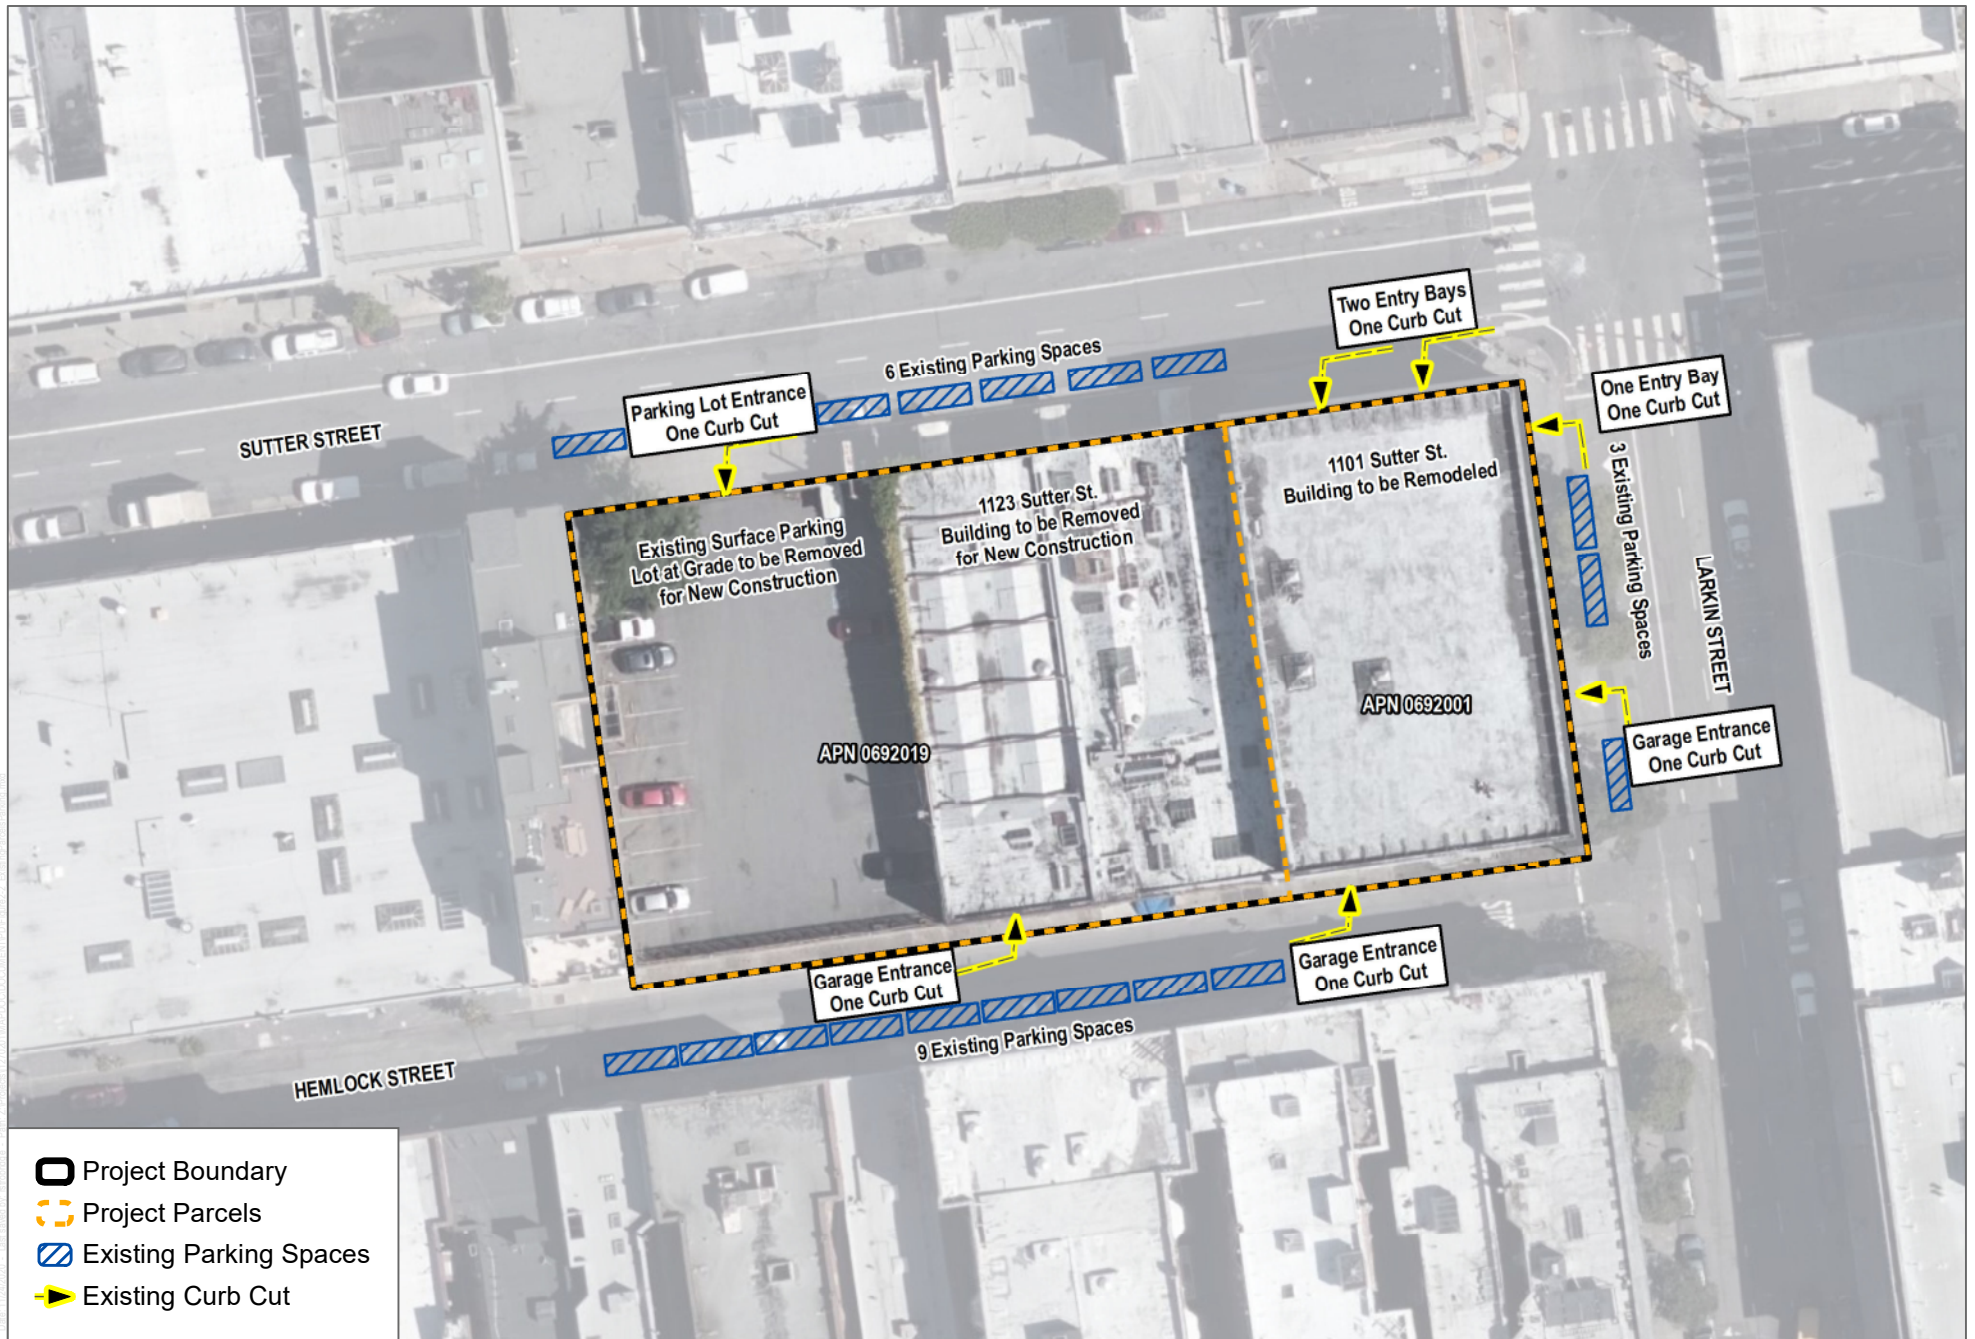 Two Entry Bays
One Curb Cut
6 Existing Parking Spaces
One Entry Bay
One Curb Cut
Parking Lot Entrance
One Curb Cut
SUTTER STREET
3 Existing Parking Spaces
1101 Sutter St.
Building to be Remodeled
1123 Sutter St.
Building to be Removed
for New Construction
Existing Surface Parking
Lot at Grade to be Removed
for New Construction
LARKIN STREET
APN 0692001
APN 0692019
Garage Entrance
One Curb Cut
Garage Entrance
One Curb Cut
Garage Entrance
One Curb Cut
9 Existing Parking Spaces
HEMLOCK STREET
Project Boundary
Project Parcels
Existing Parking Spaces
Existing Curb Cut